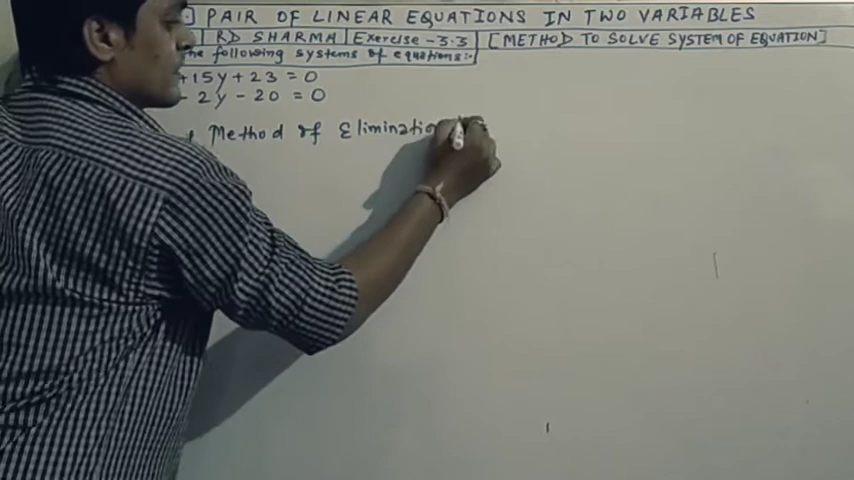 PAIR OF LINEAR EQUATIONS IN TWO VARIABLES
RD SHARMA Exercise - 3.3 [METHOD TO SOLVE SYSTEM OF EQUATION]
the following systems of equations:-
+15y + 23 = 0
- 2y - 20 = 0
Method of Elimination